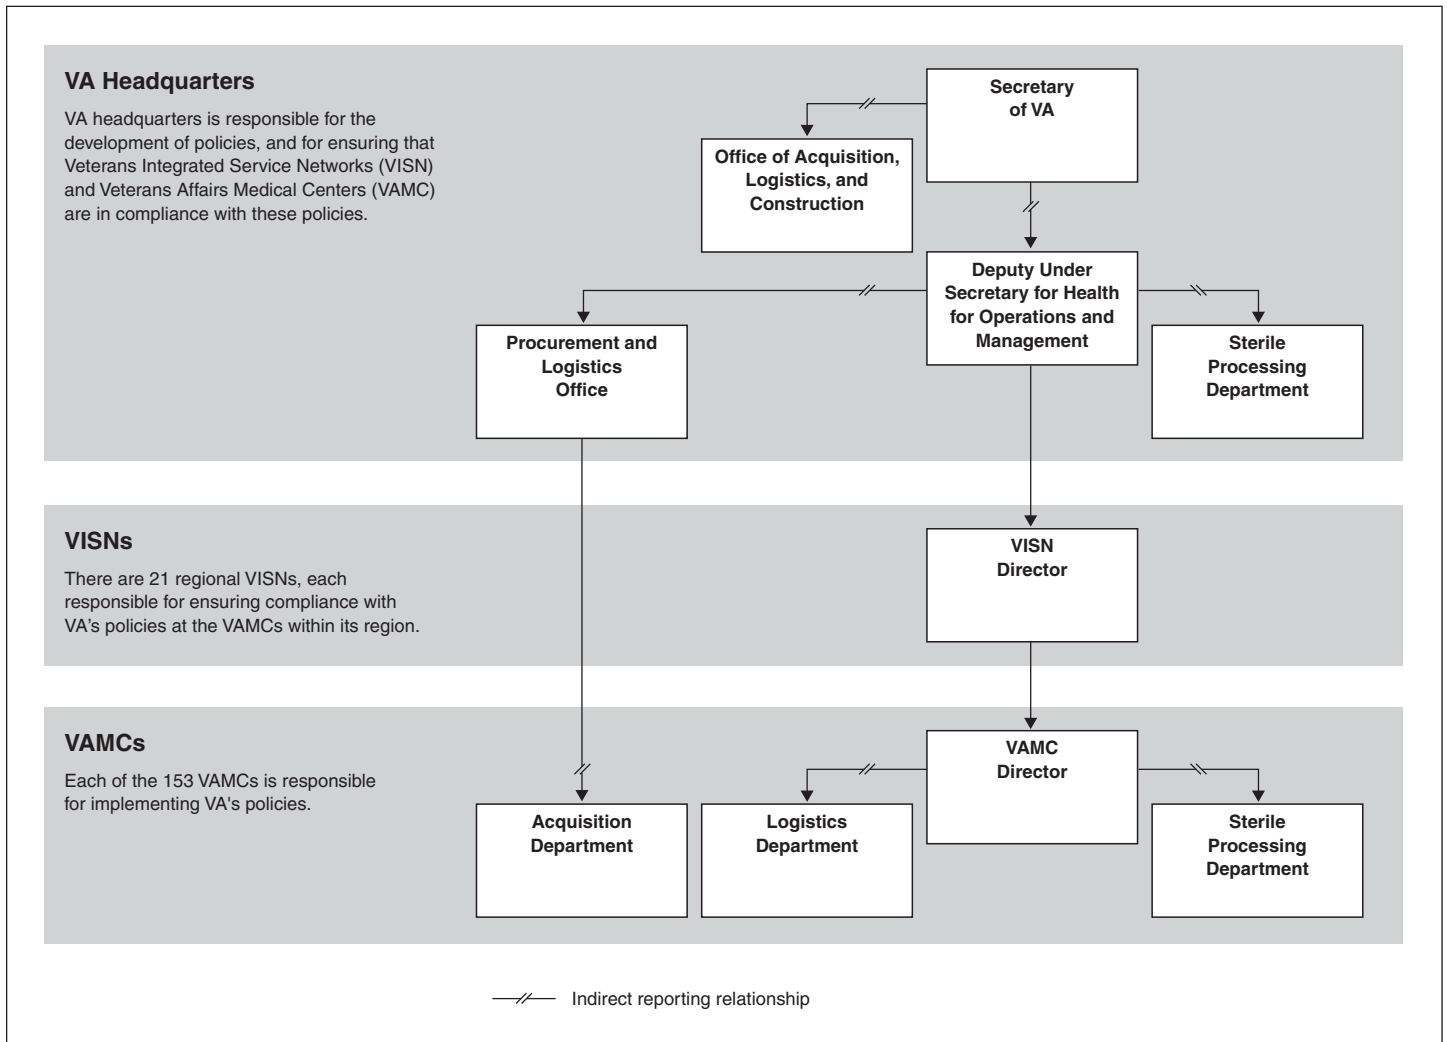 VA Headquarters
VA headquarters is responsible for the
development of policies, and for ensuring that
Veterans Integrated Service Networks (VISN)
and Veterans Affairs Medical Centers (VAMC)
are in compliance with these policies.
Secretary
of VA
Office of Acquisition,
Logistics, and
Construction
Deputy Under
Secretary for Health
for Operations and
Management
Procurement and
Logistics
Office
Sterile
Processing
Department
VISNs
There are 21 regional VISNs, each
responsible for ensuring compliance with
VA's policies at the VAMCs within its region.
VISN
Director
VAMCs
Each of the 153 VAMCs is responsible
for implementing VA's policies.
VAMC
Director
Acquisition
Department
Logistics
Department
Sterile
Processing
Department
Indirect reporting relationship